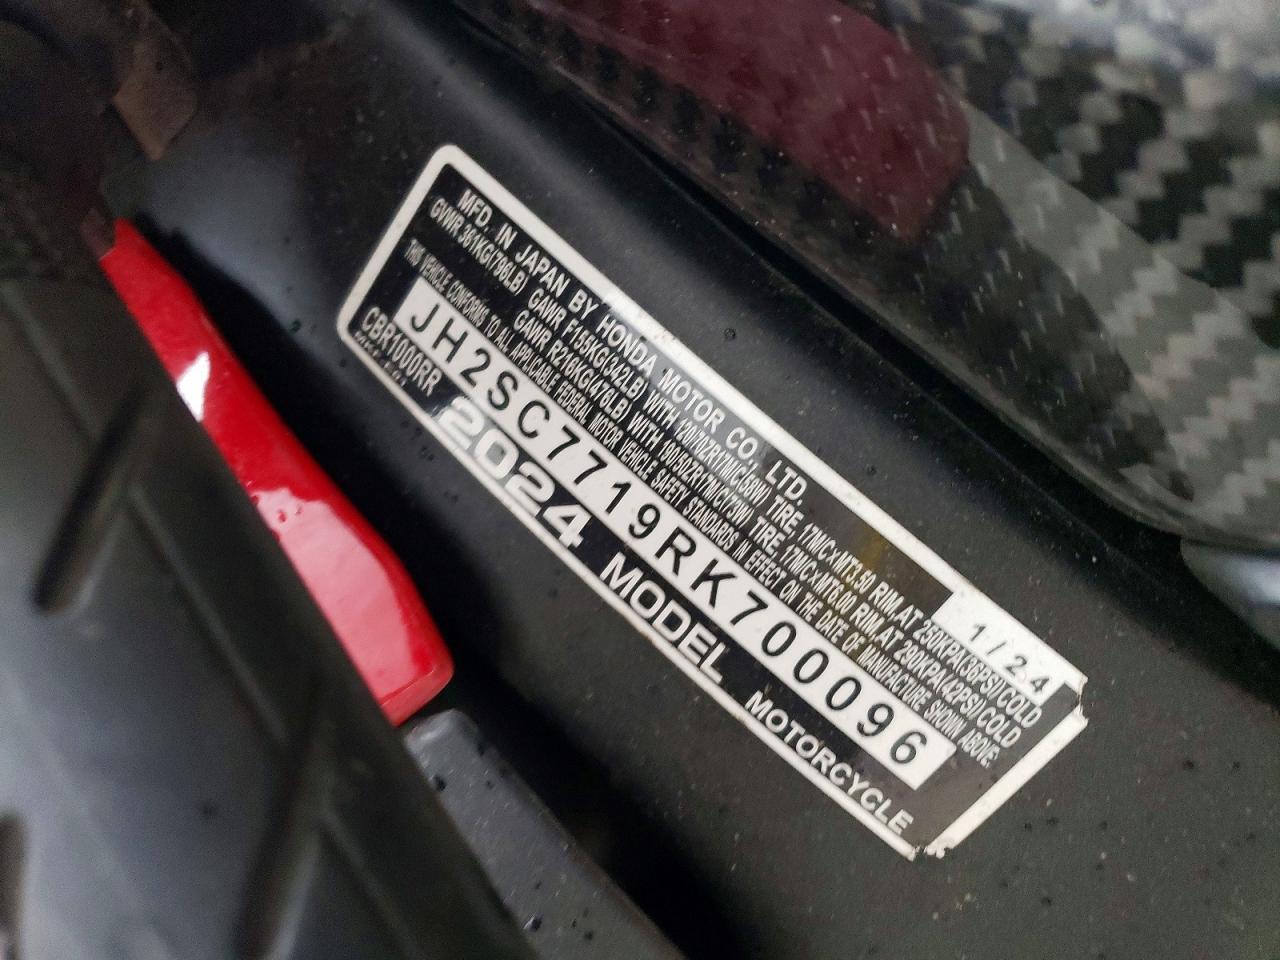 MFD. IN JAPAN BY HONDA MOTOR CO., LTD. 1/24
GVWR 361KG(796LB) GAWR F155KG(342LB) WITH 120/70ZR17M/C(58W) TIRE 17M/C×MT3.50 RIM.AT 250KPA(36PSI)COLD
GAWR R216KG(476LB) WITH 190/50ZR17M/C(73W) TIRE 17M/C×MT6.00 RIM.AT 290KPA(42PSI)COLD
THIS VEHICLE CONFORMS TO ALL APPLICABLE FEDERAL MOTOR VEHICLE SAFETY STANDARDS IN EFFECT ON THE DATE OF MANUFACTURE SHOWN ABOVE.
JH2SC7719RK700096
CBR1000RR 2024 MODEL MOTORCYCLE